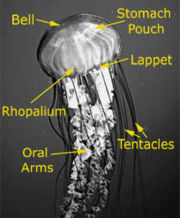 Bell
Stomach
Pouch
Lappet
Rhopalium
Tentacles
Oral
Arms